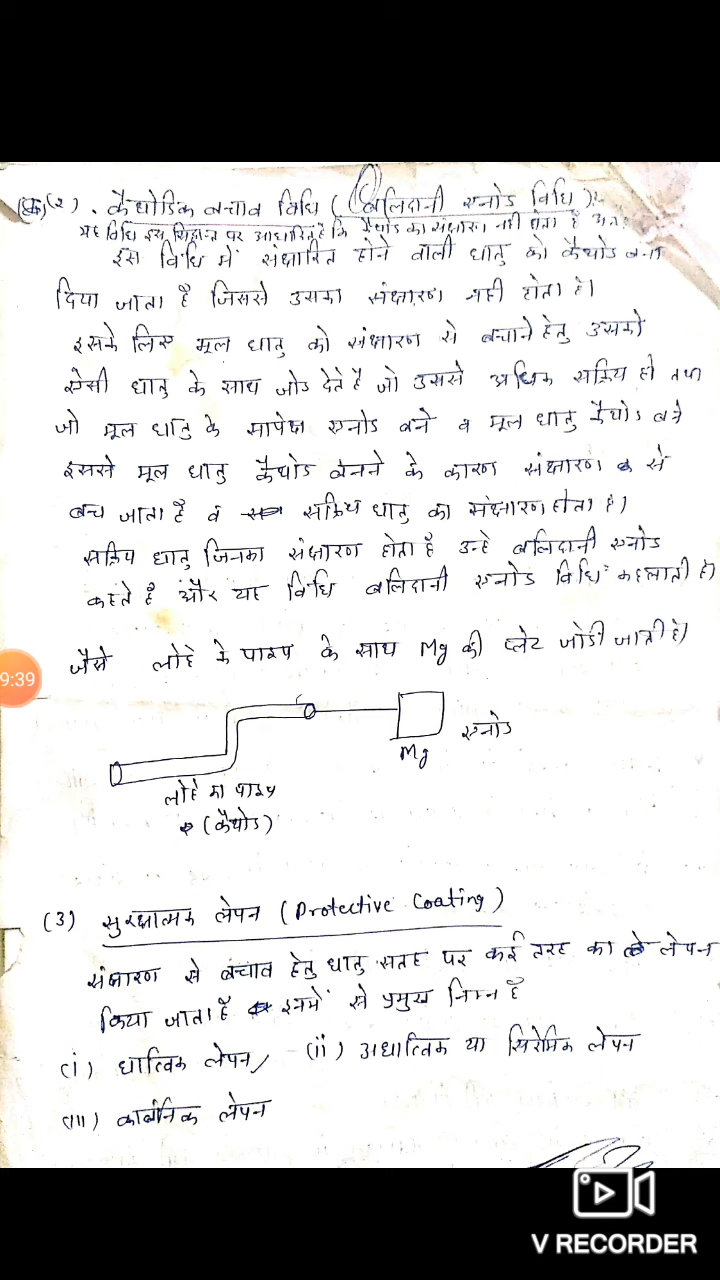 (2). कैथोडिक बचाव विधि (बलिदानी एनोड विधि):-
यह विधि इस सिद्धान्त पर आधारित है कि कैथोड का संक्षारण नहीं होता है अतः
इस विधि में संक्षारित होने वाली धातु को कैथोड बना
दिया जाता है जिससे उसका संक्षारण नही होता है।
इसके लिए मूल धातु को संक्षारण से बचाने हेतु उसको
ऐसी धातु के साथ जोड देते है जो उससे अधिक सक्रिय हो तथा
जो मूल धातु के सापेक्ष एनोड बने व मूल धातु कैथोड बने
इससे मूल धातु कैथोड बनने के कारण संक्षारण से
बच जाता है व सक्रिय धातु का संक्षारण होता है।
सक्रिय धातु जिनका संक्षारण होता है उन्हे बलिदानी एनोड
कहते है और यह विधि बलिदानी एनोड विधि कहलाती है।
जैसे लोहे के पाइप के साथ Mg की प्लेट जोडी जाती है।
9:39
एनोड
Mg
लोहे का पाइप
(कैथोड)
(3) सुरक्षात्मक लेपन (Protective Coating)
संक्षारण से बचाव हेतु धातु सतह पर कई तरह का लेपन
किया जाता है इनमें से प्रमुख निम्न है
(i) धात्विक लेपन, (ii) अधात्विक या सिरेमिक लेपन
(iii) कार्बनिक लेपन
V RECORDER